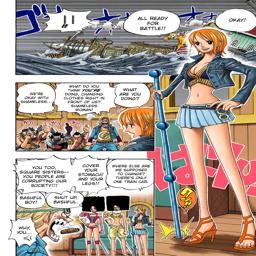 ゴ
!!
ALL READY
FOR
BATTLE!!
OKAY!
WE'RE
OKAY WITH
SHAMELESS...
WHAT DO YOU
THINK YOU'RE
DOING, CHANGING
CLOTHES RIGHT IN
FRONT OF US?
SHAMELESS
WOMAN!
WHAT
ARE YOU
DOING?
YOU TOO,
SQUARE SISTERS--
YOU PEOPLE ARE
CORRUPTING OUR
SOCIETY!!!
COVER
YOUR
STOMACH
AND YOUR
LEGS!!
WHERE ELSE ARE
WE SUPPOSED
TO CHANGE?
THERE'S ONLY
ONE TRAIN CAR.
BASHFUL
BOY!
SHUT UP,
BASHFUL.
WHY,
YOU...